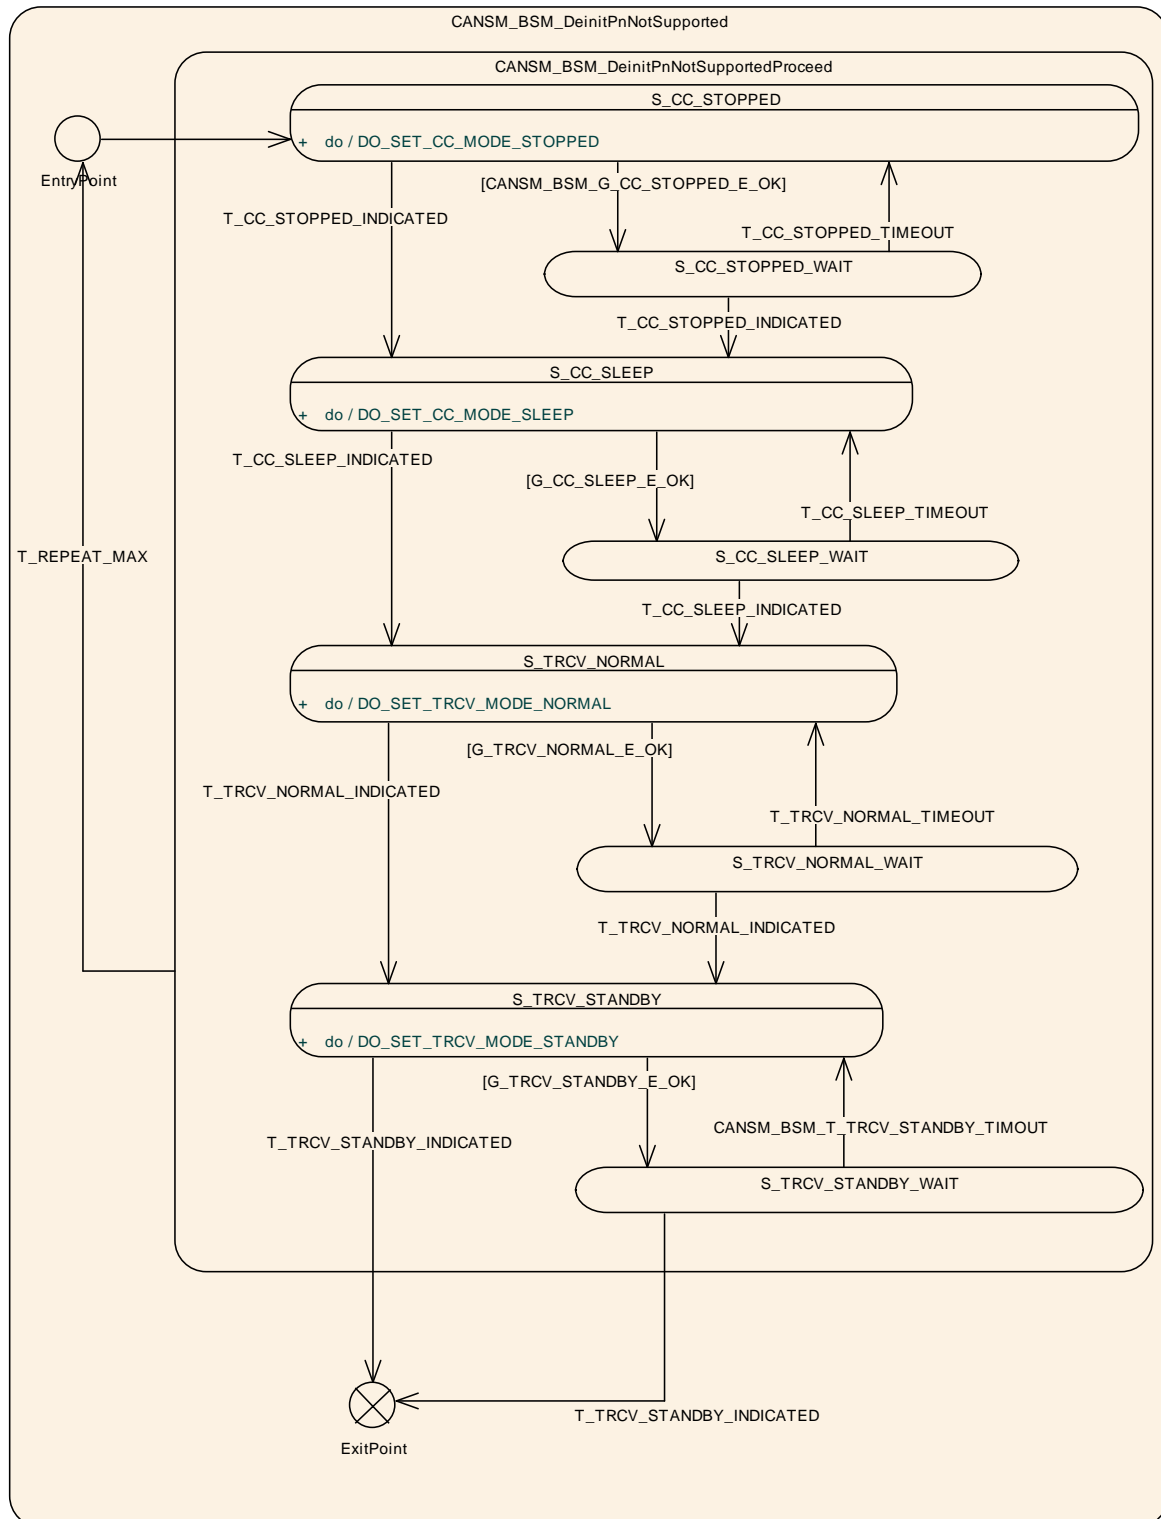 CANSM_BSM_DeinitPnNotSupported
CANSM_BSM_DeinitPnNotSupportedProceed
S_CC_STOPPED
+ do / DO_SET_CC_MODE_STOPPED
EntryPoint
[CANSM_BSM_G_CC_STOPPED_E_OK]
T_CC_STOPPED_INDICATED
T_CC_STOPPED_TIMEOUT
S_CC_STOPPED_WAIT
T_CC_STOPPED_INDICATED
S_CC_SLEEP
+ do / DO_SET_CC_MODE_SLEEP
T_CC_SLEEP_INDICATED
[G_CC_SLEEP_E_OK]
T_CC_SLEEP_TIMEOUT
T_REPEAT_MAX
S_CC_SLEEP_WAIT
T_CC_SLEEP_INDICATED
S_TRCV_NORMAL
+ do / DO_SET_TRCV_MODE_NORMAL
[G_TRCV_NORMAL_E_OK]
T_TRCV_NORMAL_INDICATED
T_TRCV_NORMAL_TIMEOUT
S_TRCV_NORMAL_WAIT
T_TRCV_NORMAL_INDICATED
S_TRCV_STANDBY
+ do / DO_SET_TRCV_MODE_STANDBY
[G_TRCV_STANDBY_E_OK]
CANSM_BSM_T_TRCV_STANDBY_TIMOUT
T_TRCV_STANDBY_INDICATED
S_TRCV_STANDBY_WAIT
T_TRCV_STANDBY_INDICATED
ExitPoint